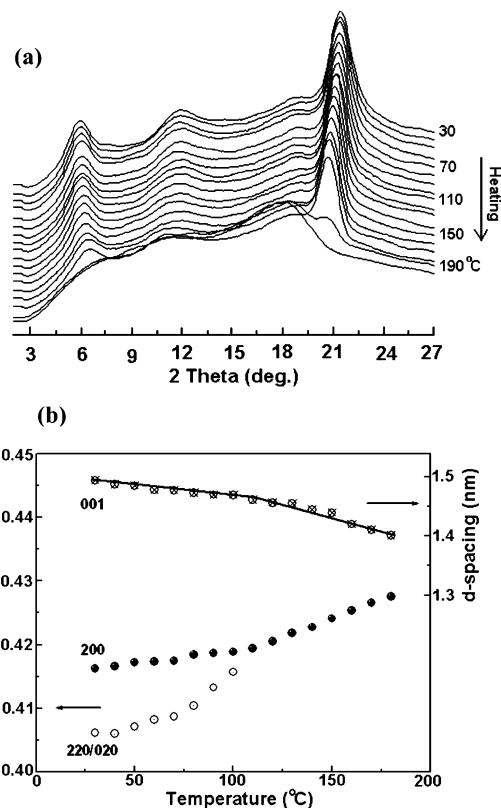 (a)
30
70
110
150
190°C
Heating
3 6 9 12 15 18 21 24 27
2 Theta (deg.)
(b)
0.45
0.44
0.43
0.42
0.41
0.40
1.5
1.4
1.3
d-spacing (nm)
001
200
220/020
0 50 100 150 200
Temperature (°C)